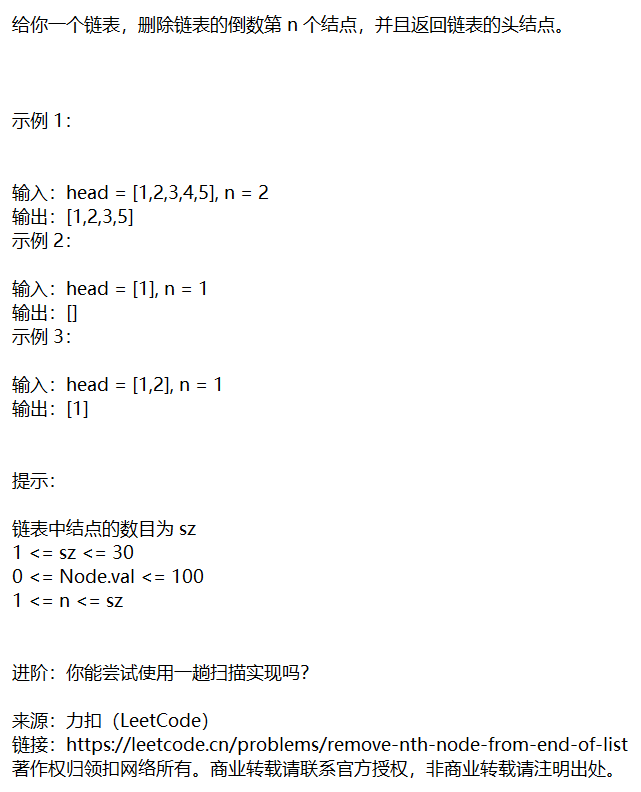 给你一个链表，删除链表的倒数第 n 个结点，并且返回链表的头结点。
示例 1：
输入：head = [1,2,3,4,5], n = 2
输出：[1,2,3,5]
示例 2：
输入：head = [1], n = 1
输出：[]
示例 3：
输入：head = [1,2], n = 1
输出：[1]
提示：
链表中结点的数目为 sz
1 <= sz <= 30
0 <= Node.val <= 100
1 <= n <= sz
进阶：你能尝试使用一趟扫描实现吗？
来源：力扣（LeetCode）
链接：https://leetcode.cn/problems/remove-nth-node-from-end-of-list
著作权归领扣网络所有。商业转载请联系官方授权，非商业转载请注明出处。